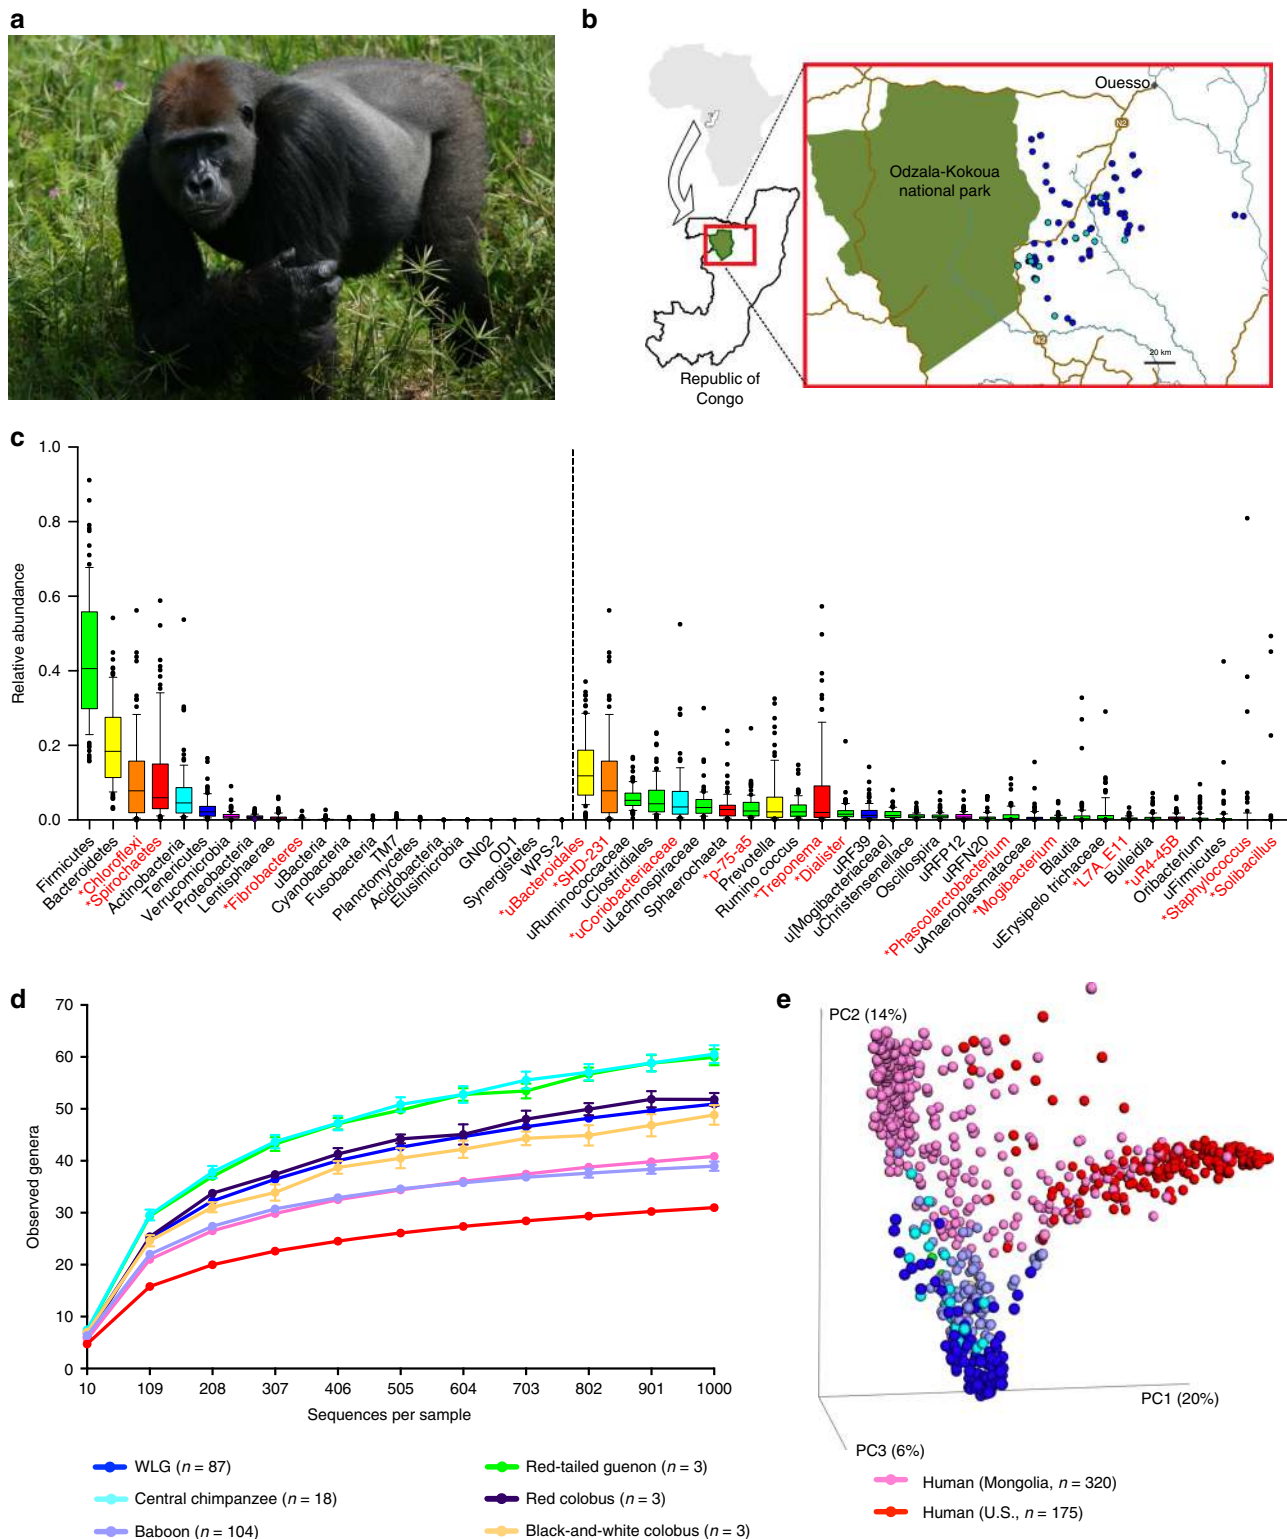 a
b
Ouesso
N2
Odzala-Kokoua
national park
N2
20 km
Republic of
Congo
c
1.0
0.8
0.6
0.4
0.2
0.0
Relative abundance
Firmicutes
Bacteroidetes
*Chloroflexi
*Spirochaetes
Actinobacteria
Tenericutes
Verrucomicrobia
Proteobacteria
Lentisphaerae
*Fibrobacteres
uBacteria
Cyanobacteria
Fusobacteria
TM7
Planctomycetes
Acidobacteria
Elusimicrobia
GN02
OD1
Synergistetes
WPS-2
*uBacteroidales
*SHD-231
uRuminococcaceae
uClostridiales
*uCoriobacteriaceae
uLachnospiraceae
Sphaerochaeta
*p-75-a5
Prevotella
Rumino coccus
*Treponema
*Dialister
uRF39
u[Mogibacteriaceae]
uChristensenellace
Oscillospira
uRFP12
uRFN20
*Phascolarctobacterium
uAnaeroplasmataceae
*Mogibacterium
Blautia
uErysipelo trichaceae
*L7A_E11
Bulleidia
*uR4-45B
Oribacterium
uFirmicutes
*Staphylococcus
*Solibacillus
d
70
60
50
40
30
20
10
0
Observed genera
10 109 208 307 406 505 604 703 802 901 1000
Sequences per sample
e
PC2 (14%)
PC1 (20%)
PC3 (6%)
WLG (n = 87)
Central chimpanzee (n = 18)
Baboon (n = 104)
Red-tailed guenon (n = 3)
Red colobus (n = 3)
Black-and-white colobus (n = 3)
Human (Mongolia, n = 320)
Human (U.S., n = 175)